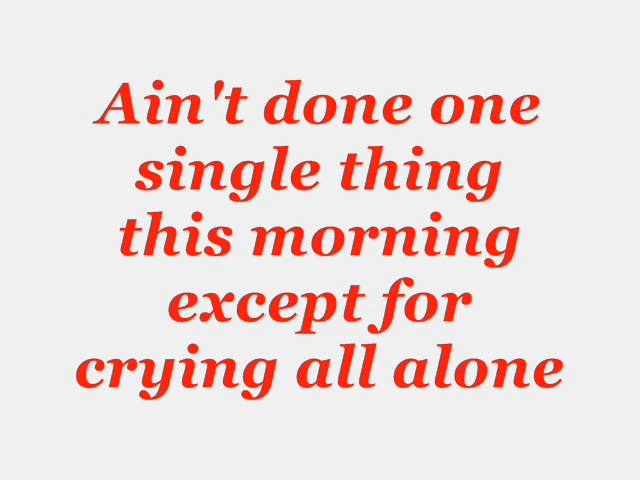 Ain't done one
single thing
this morning
except for
crying all alone